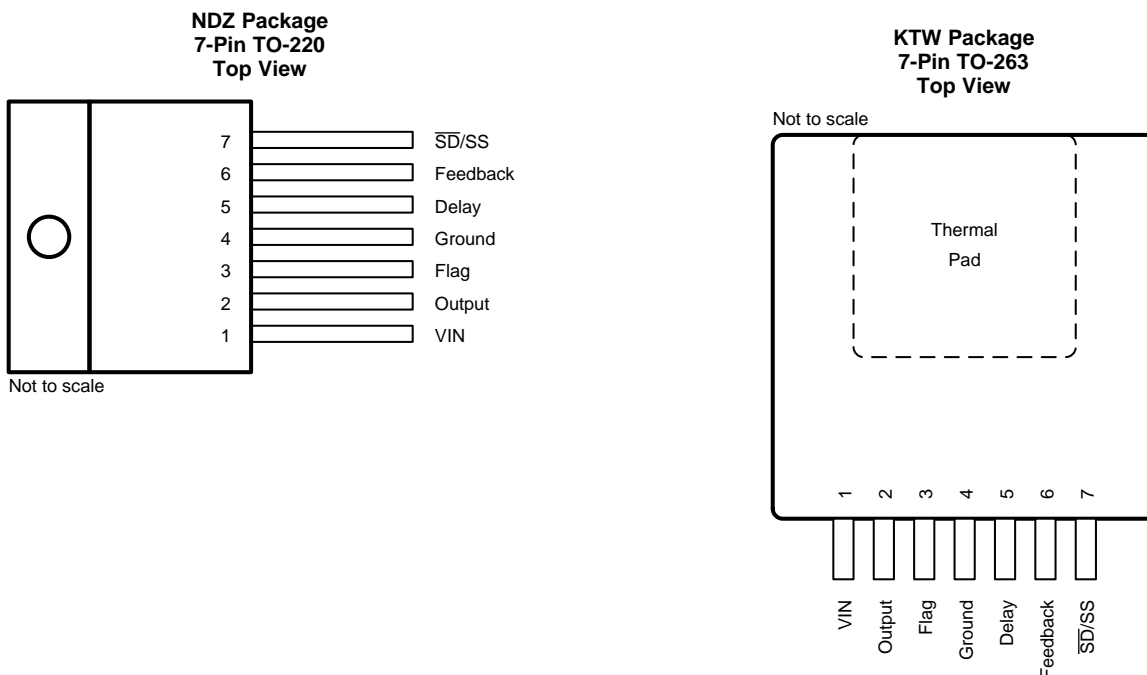 NDZ Package
7-Pin TO-220
Top View
7 S̅D̅/SS
6 Feedback
5 Delay
4 Ground
3 Flag
2 Output
1 VIN
Not to scale
KTW Package
7-Pin TO-263
Top View
Not to scale
Thermal
Pad
1 2 3 4 5 6 7
VIN
Output
Flag
Ground
Delay
Feedback
S̅D̅/SS